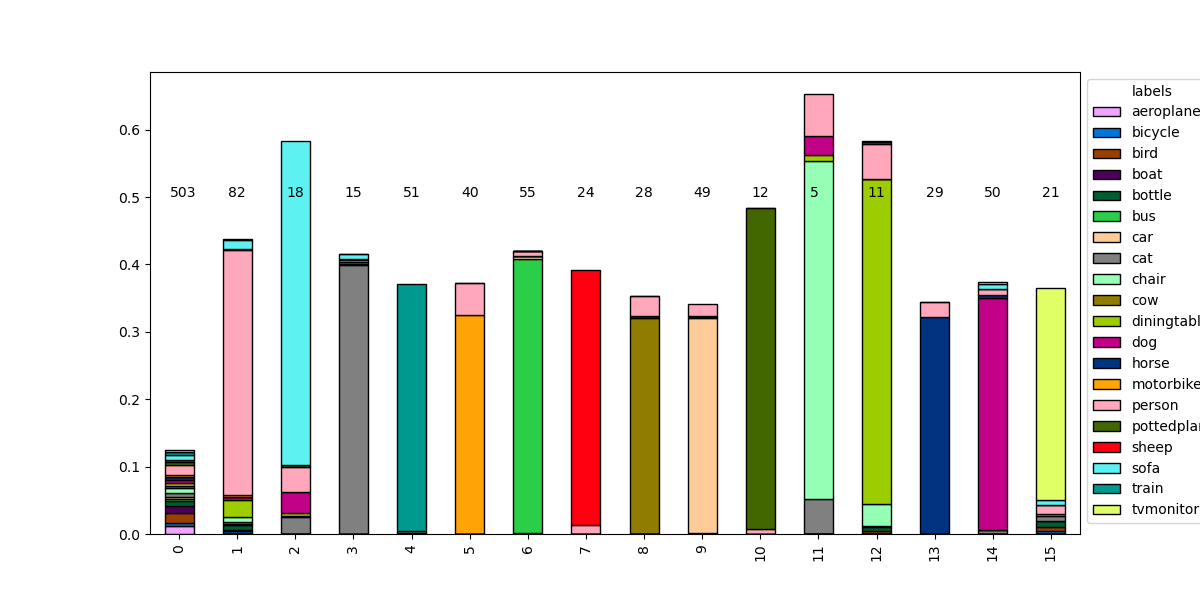 0.6
0.5
0.4
0.3
0.2
0.1
0.0
503 82 18 15 51 40 55 24 28 49 12 5 11 29 50 21
0 1 2 3 4 5 6 7 8 9 10 11 12 13 14 15
labels
aeroplane
bicycle
bird
boat
bottle
bus
car
cat
chair
cow
diningtabl
dog
horse
motorbike
person
pottedplan
sheep
sofa
train
tvmonitor